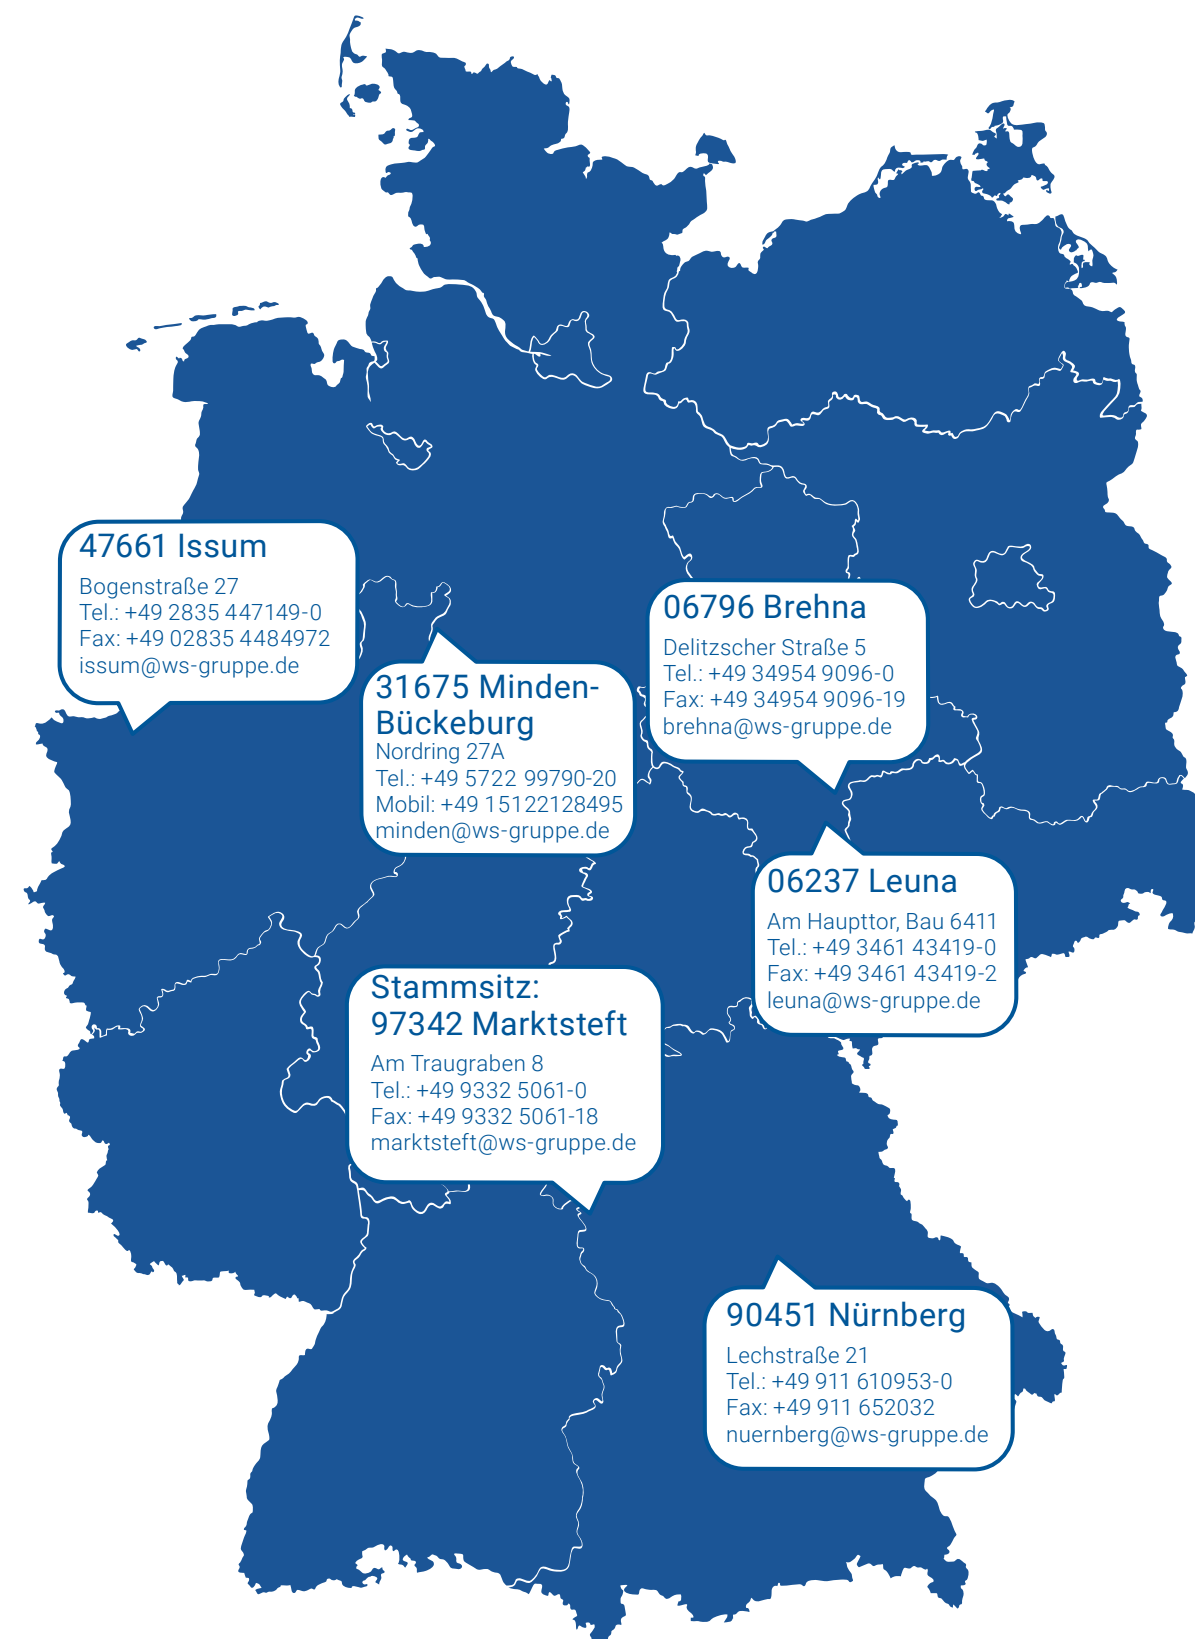 47661 Issum
Bogenstraße 27
Tel.: +49 2835 447149-0
Fax: +49 02835 4484972
issum@ws-gruppe.de
06796 Brehna
Delitzscher Straße 5
Tel.: +49 34954 9096-0
Fax: +49 34954 9096-19
brehna@ws-gruppe.de
31675 Minden-
Bückeburg
Nordring 27A
Tel.: +49 5722 99790-20
Mobil: +49 15122128495
minden@ws-gruppe.de
06237 Leuna
Am Haupttor, Bau 6411
Tel.: +49 3461 43419-0
Fax: +49 3461 43419-2
leuna@ws-gruppe.de
Stammsitz:
97342 Marktsteft
Am Traugraben 8
Tel.: +49 9332 5061-0
Fax: +49 9332 5061-18
marktsteft@ws-gruppe.de
90451 Nürnberg
Lechstraße 21
Tel.: +49 911 610953-0
Fax: +49 911 652032
nuernberg@ws-gruppe.de